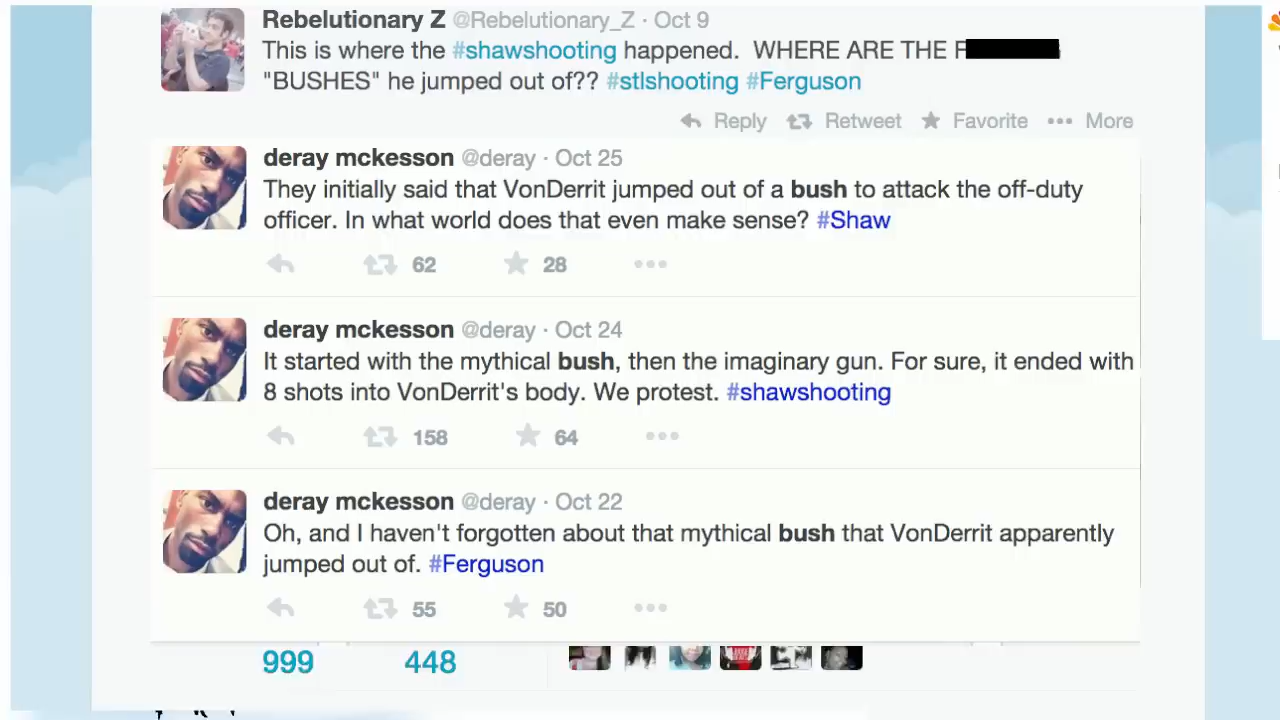 Rebelutionary Z @Rebelutionary_Z · Oct 9
This is where the #shawshooting happened. WHERE ARE THE F
"BUSHES" he jumped out of?? #stlshooting #Ferguson
Reply Retweet Favorite ••• More
deray mckesson @deray · Oct 25
They initially said that VonDerrit jumped out of a bush to attack the off-duty
officer. In what world does that even make sense? #Shaw
62 28 •••
deray mckesson @deray · Oct 24
It started with the mythical bush, then the imaginary gun. For sure, it ended with
8 shots into VonDerrit's body. We protest. #shawshooting
158 64 •••
deray mckesson @deray · Oct 22
Oh, and I haven't forgotten about that mythical bush that VonDerrit apparently
jumped out of. #Ferguson
55 50 •••
999 448